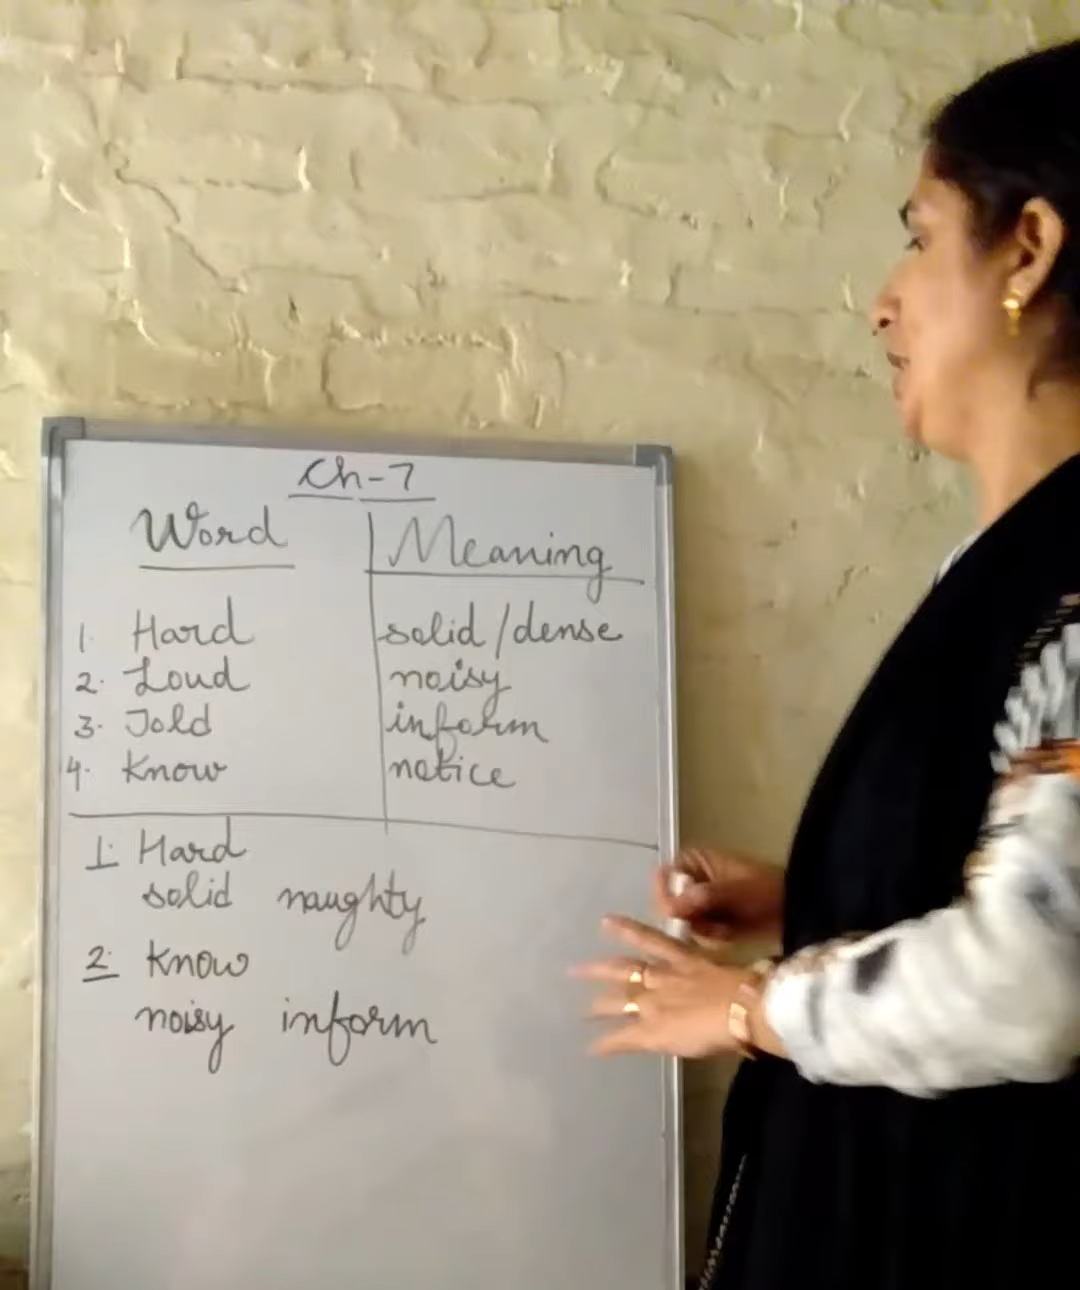 Ch-7
Word Meaning
1. Hard solid/dense
2. Loud noisy
3. Told inform
4. Know notice
1. Hard
solid naughty
2. Know
noisy inform